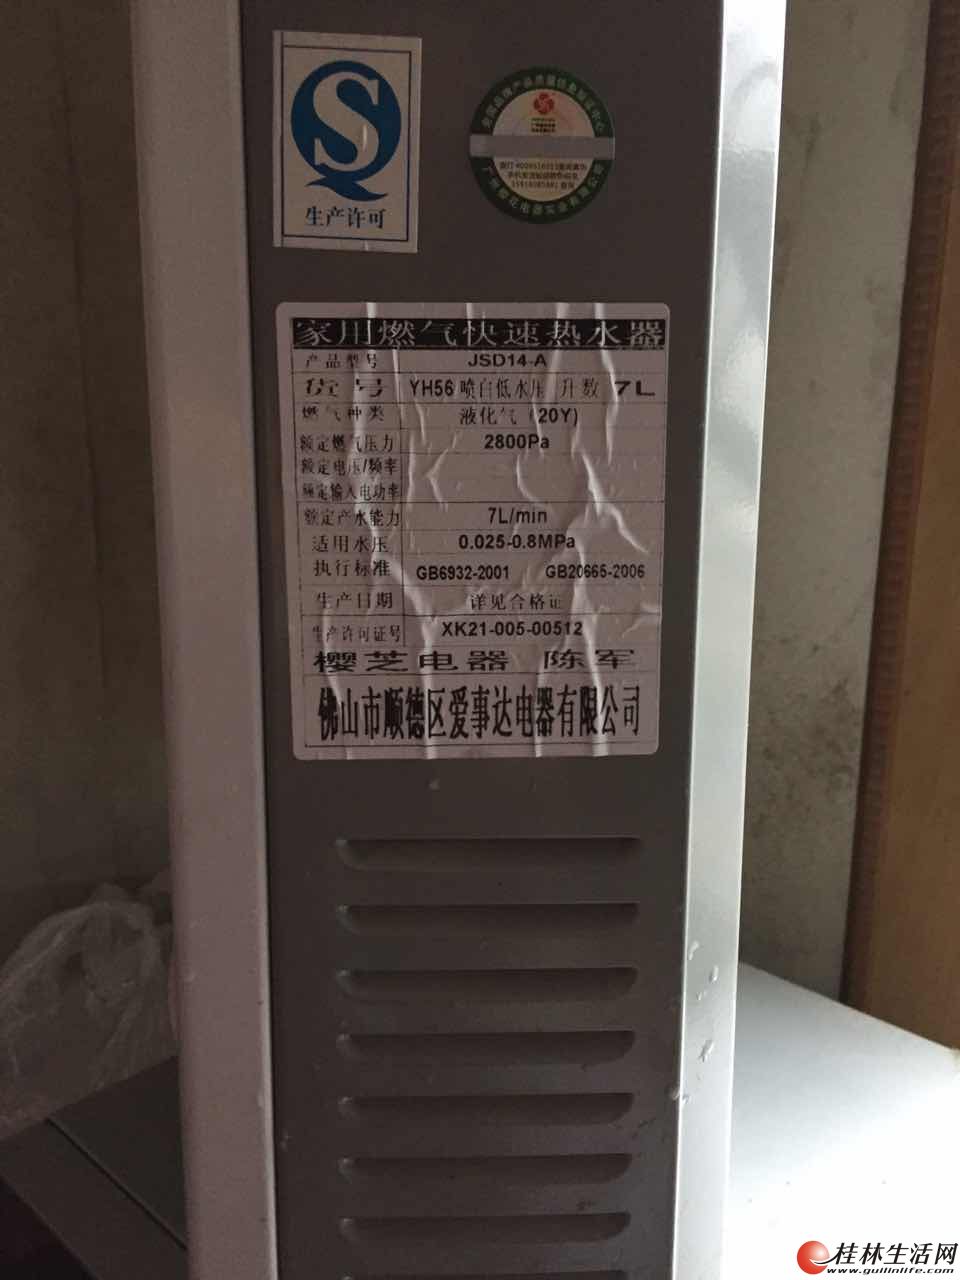 生产许可
家用燃气快速热水器
产品型号 JSD14-A
货号 YH56 喷白低水压 升数 7L
燃气种类 液化气(20Y)
额定燃气压力 2800Pa
额定电压/频率
额定输入电功率
额定产水能力 7L/min
适用水压 0.025-0.8MPa
执行标准 GB6932-2001 GB20665-2006
生产日期 详见合格证
生产许可证号 XK21-005-00512
樱芝电器 陈军
佛山市顺德区爱事达电器有限公司
桂林生活网
www.guilinlife.com